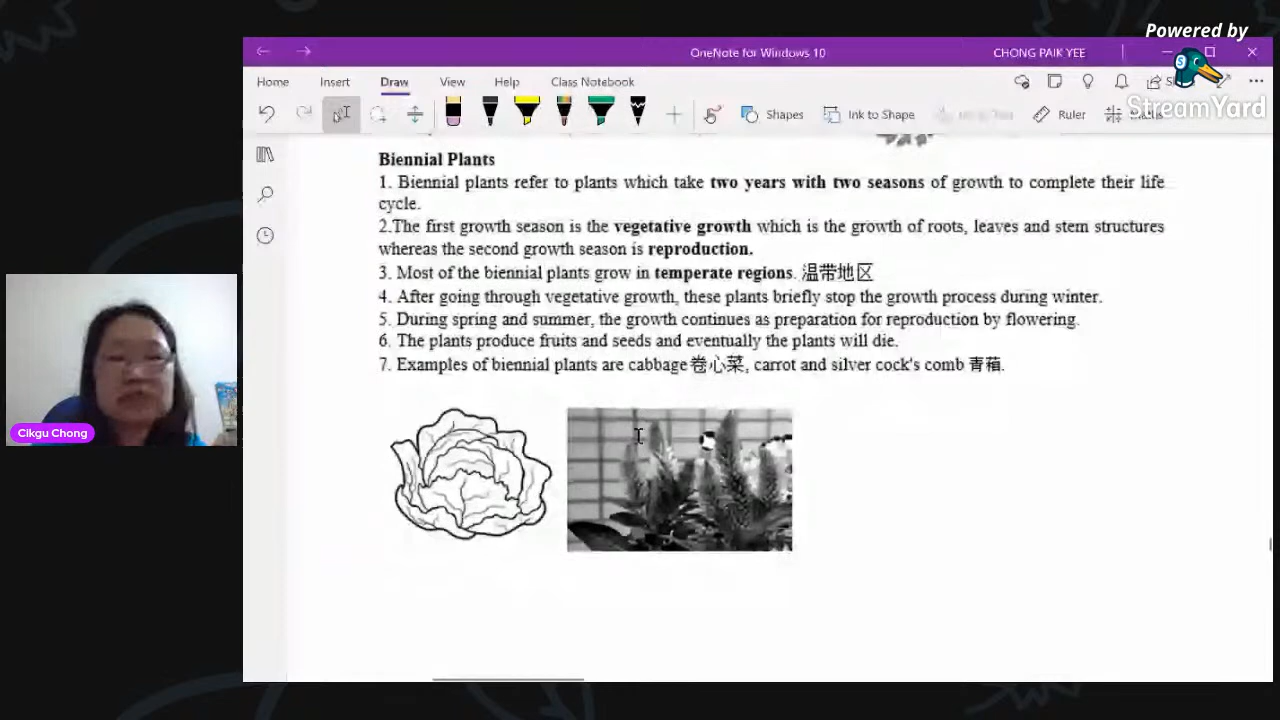 Powered by
StreamYard
OneNote for Windows 10
CHONG PAIK YEE
Home Insert Draw View Help Class Notebook
Shapes Ink to Shape Ruler
Biennial Plants
1. Biennial plants refer to plants which take two years with two seasons of growth to complete their life
cycle.
2.The first growth season is the vegetative growth which is the growth of roots, leaves and stem structures
whereas the second growth season is reproduction.
3. Most of the biennial plants grow in temperate regions. 温带地区
4. After going through vegetative growth, these plants briefly stop the growth process during winter.
5. During spring and summer, the growth continues as preparation for reproduction by flowering.
6. The plants produce fruits and seeds and eventually the plants will die.
7. Examples of biennial plants are cabbage 卷心菜, carrot and silver cock's comb 青葙.
Cikgu Chong